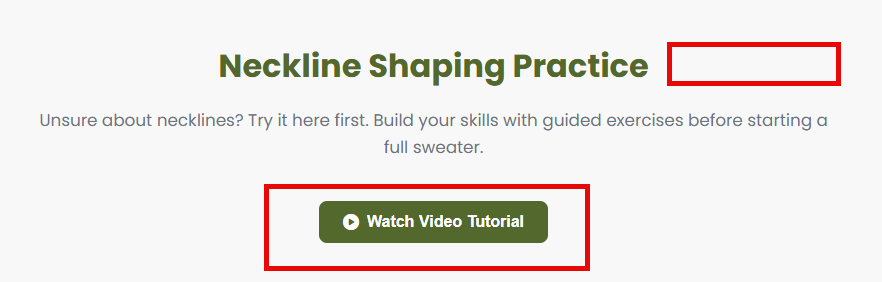 Neckline Shaping Practice
Unsure about necklines? Try it here first. Build your skills with guided exercises before starting a
full sweater.
Watch Video Tutorial